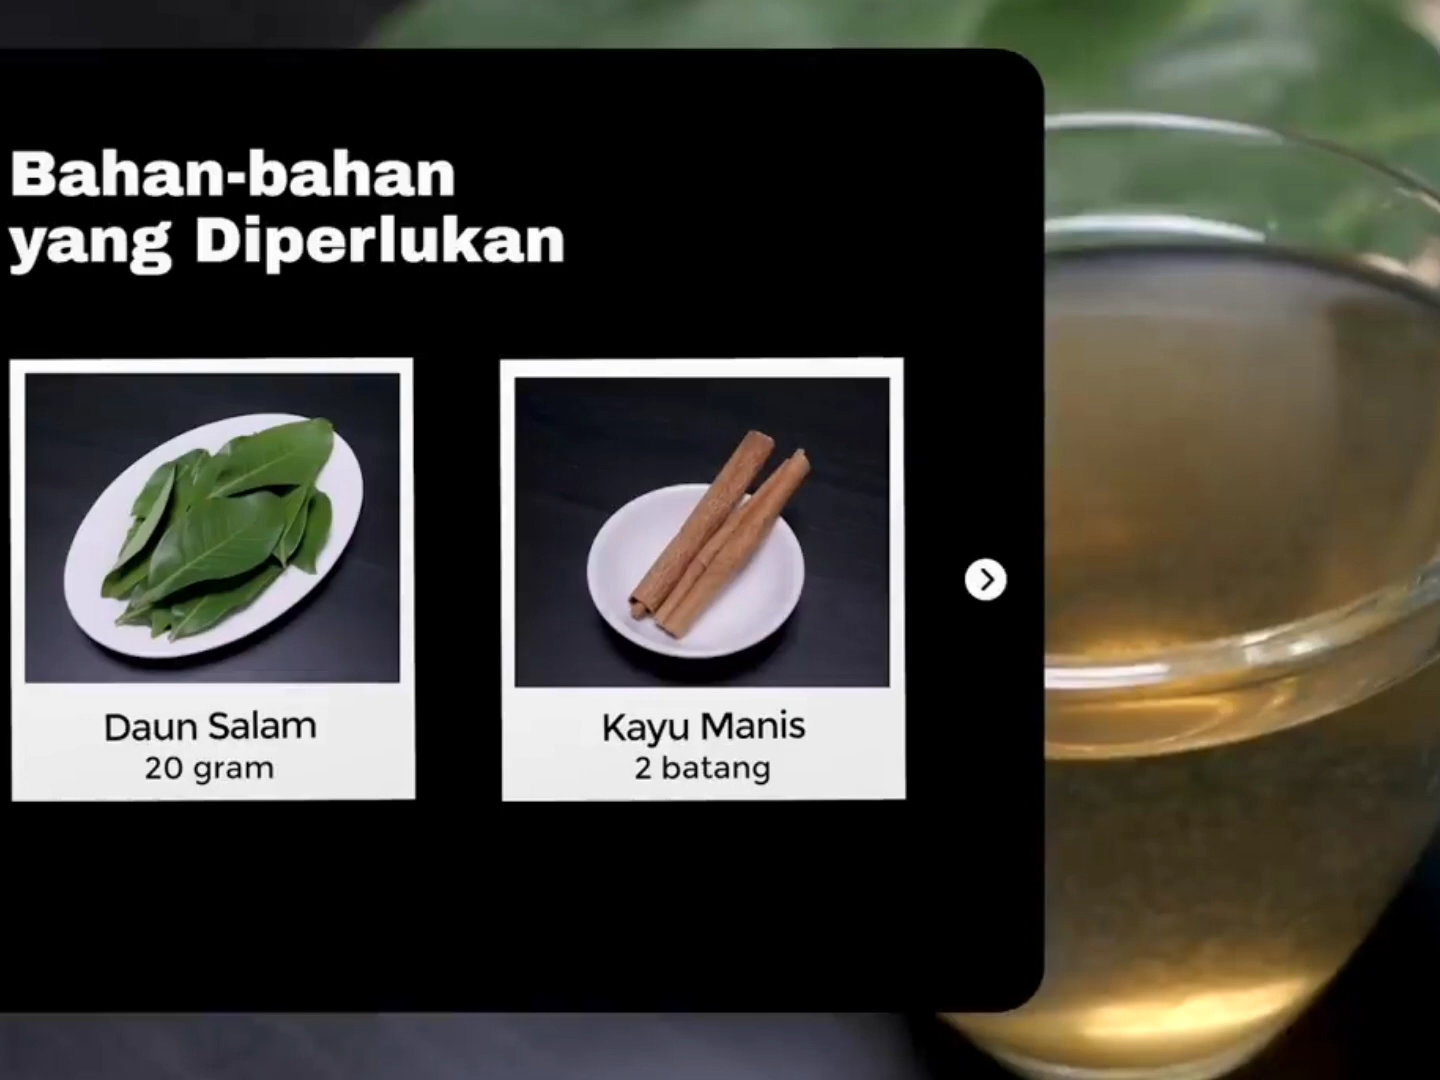 Bahan-bahan
yang Diperlukan
Daun Salam
20 gram
Kayu Manis
2 batang